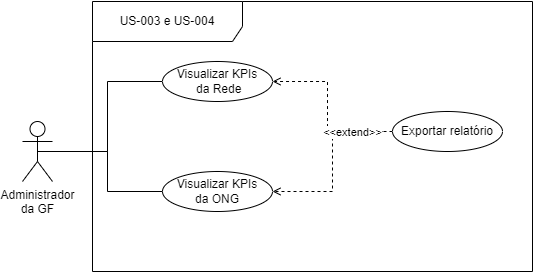 US-003 e US-004
Visualizar KPIs
da Rede
<<extend>>
Exportar relatório
Administrador
da GF
Visualizar KPIs
da ONG